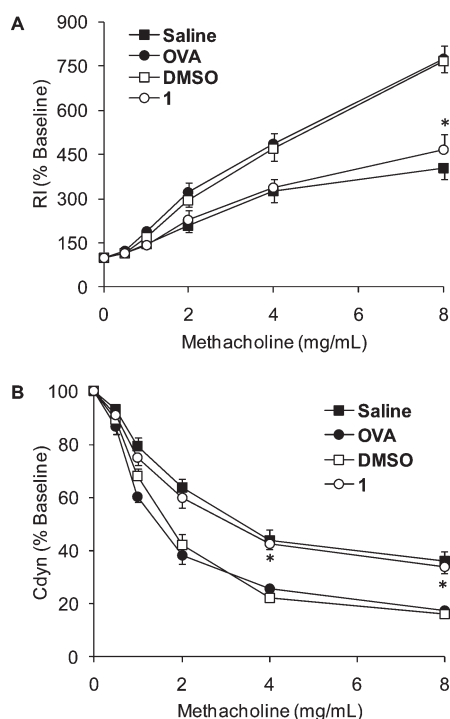 A
900
750
600
450
300
150
0
RI (% Baseline)
Saline
OVA
DMSO
1
*
0 2 4 6 8
Methacholine (mg/mL)
B
100
80
60
40
20
0
Cdyn (% Baseline)
Saline
OVA
DMSO
1
*
*
0 2 4 6 8
Methacholine (mg/mL)